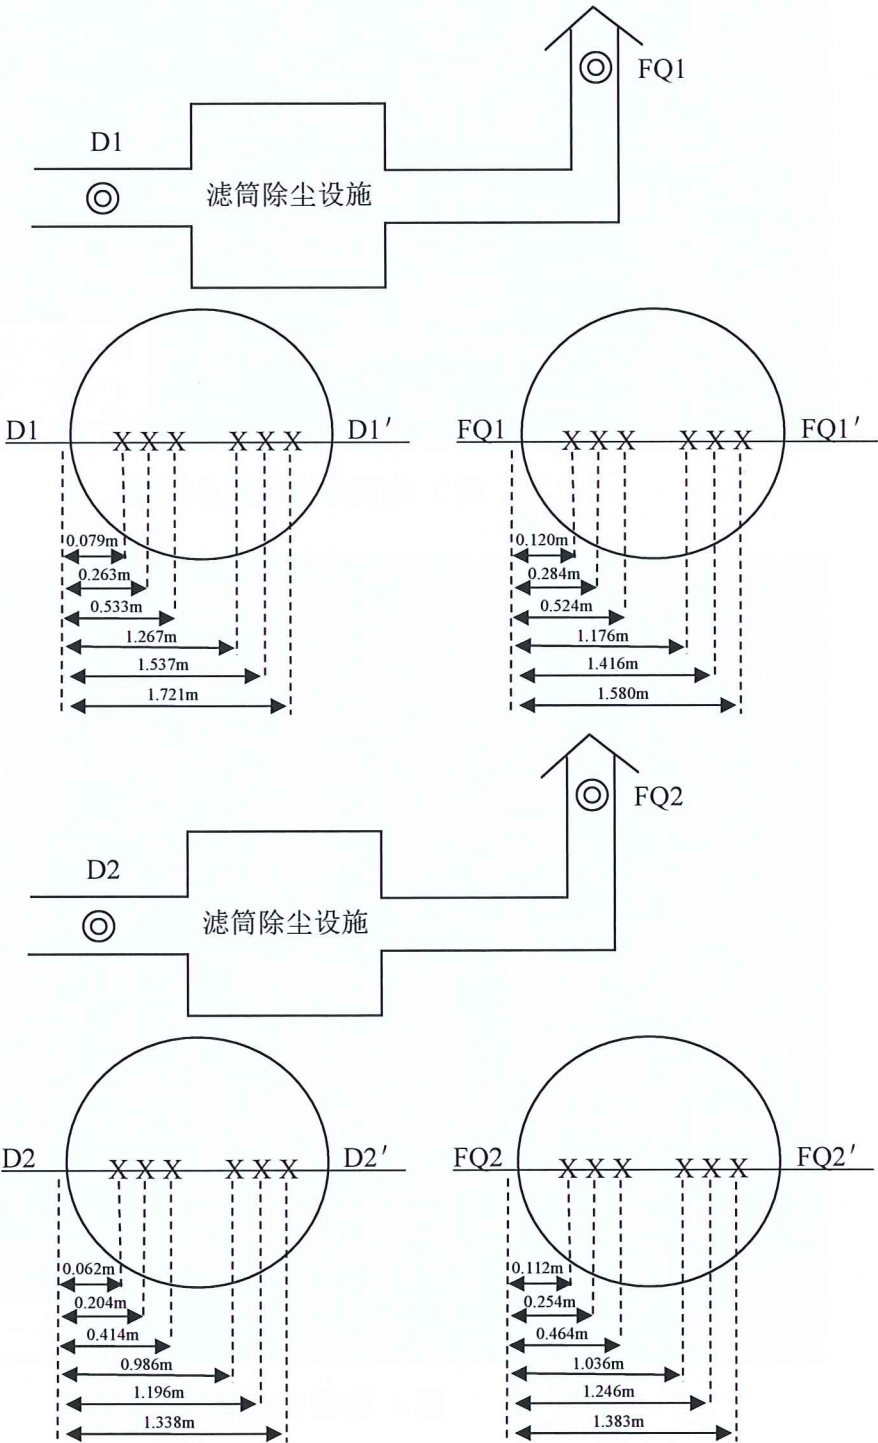 FQ1
D1
滤筒除尘设施
D1 D1′
X X X X X X
0.079m
0.263m
0.533m
1.267m
1.537m
1.721m
FQ1 FQ1′
X X X X X X
0.120m
0.284m
0.524m
1.176m
1.416m
1.580m
FQ2
D2
滤筒除尘设施
D2 D2′
X X X X X X
0.062m
0.204m
0.414m
0.986m
1.196m
1.338m
FQ2 FQ2′
X X X X X X
0.112m
0.254m
0.464m
1.036m
1.246m
1.383m